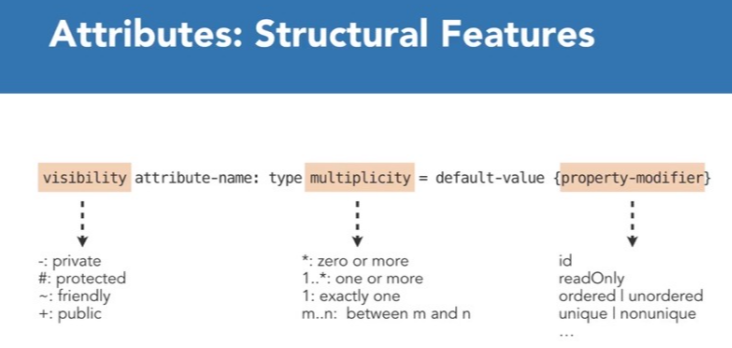 Attributes: Structural Features
visibility attribute-name: type multiplicity = default-value {property-modifier}
-: private
#: protected
~: friendly
+: public
*: zero or more
1..*: one or more
1: exactly one
m..n: between m and n
id
readOnly
ordered | unordered
unique | nonunique
...